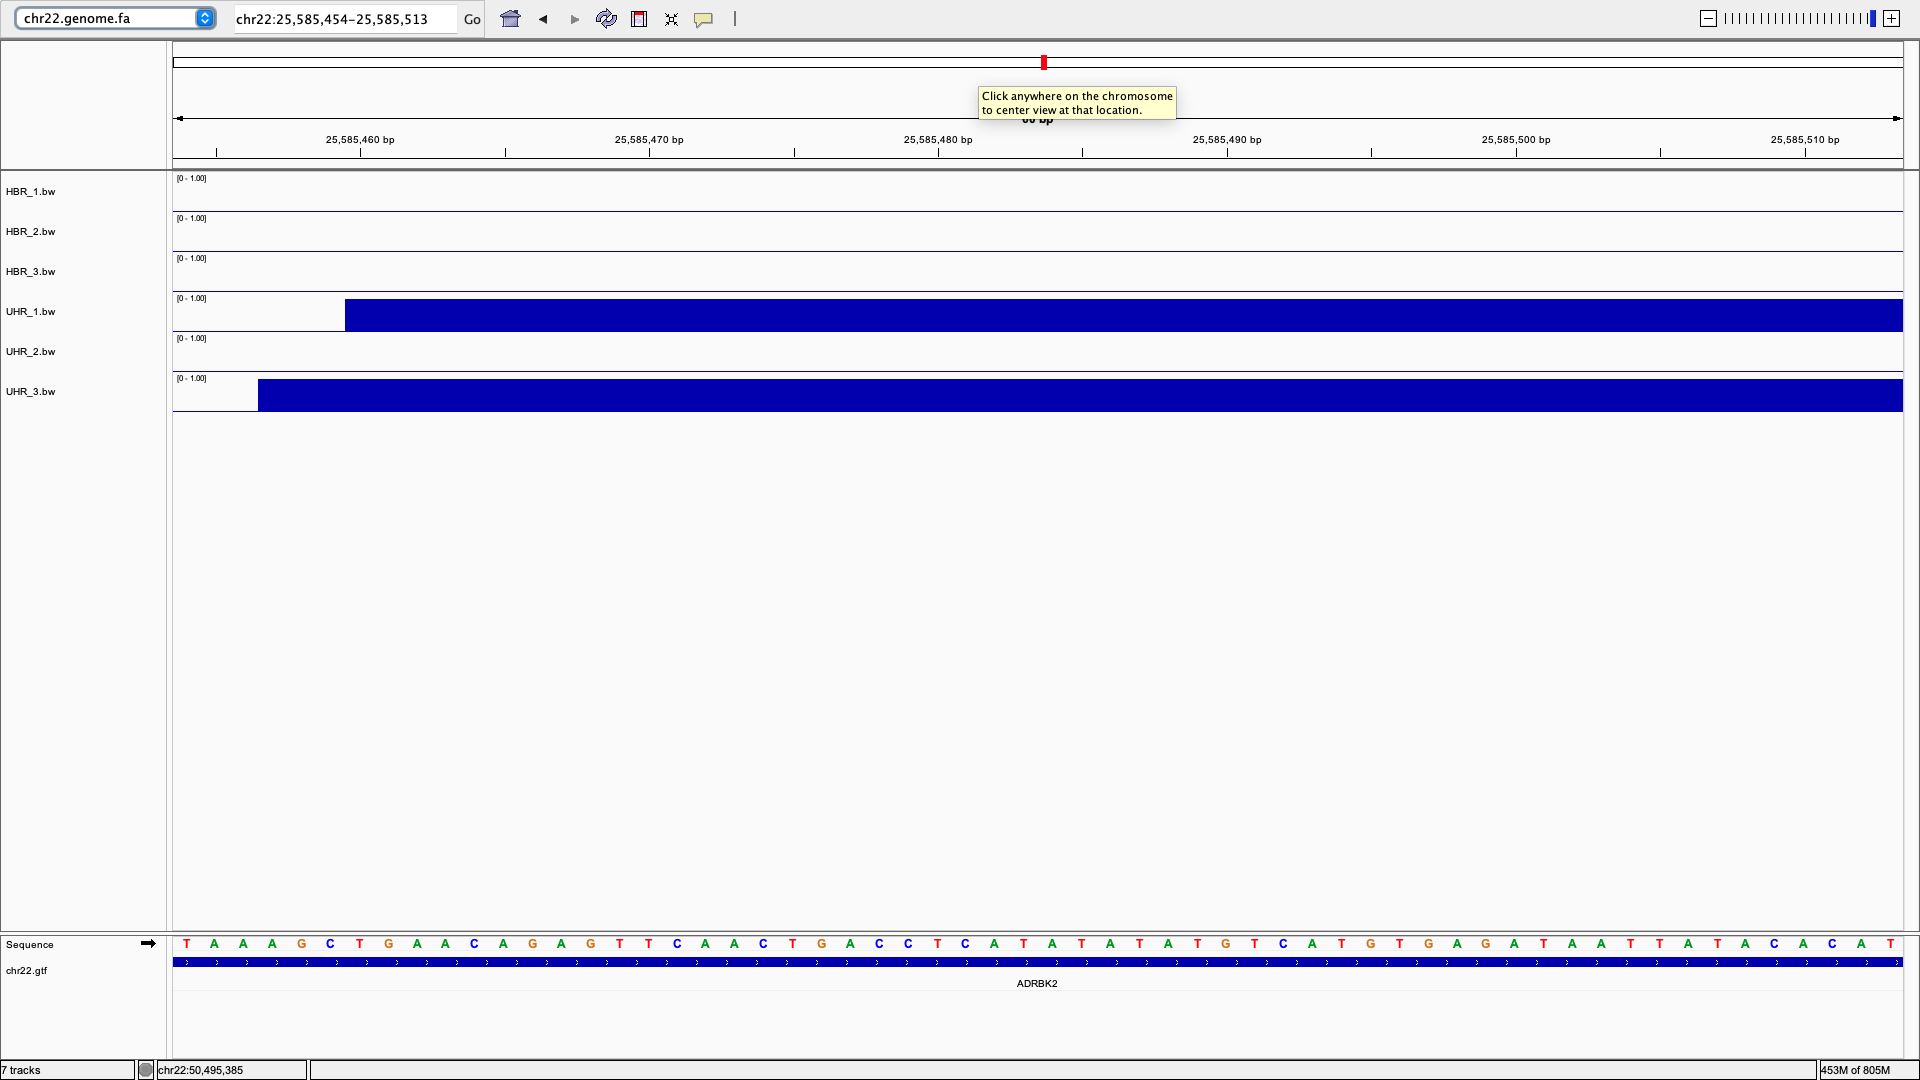 chr22.genome.fa
chr22:25,585,454-25,585,513
Go
Click anywhere on the chromosome
to center view at that location.
25,585,460 bp 25,585,470 bp 25,585,480 bp 25,585,490 bp 25,585,500 bp 25,585,510 bp
HBR_1.bw [0 - 1.00]
HBR_2.bw [0 - 1.00]
HBR_3.bw [0 - 1.00]
UHR_1.bw [0 - 1.00]
UHR_2.bw [0 - 1.00]
UHR_3.bw [0 - 1.00]
Sequence T A A A G C T G A A C A G A G T T C A A C T G A C C T C A T A T A T A T G T C A T G T G A G A T A A T T A T A C A C A T
chr22.gtf
ADRBK2
7 tracks chr22:50,495,385 453M of 805M